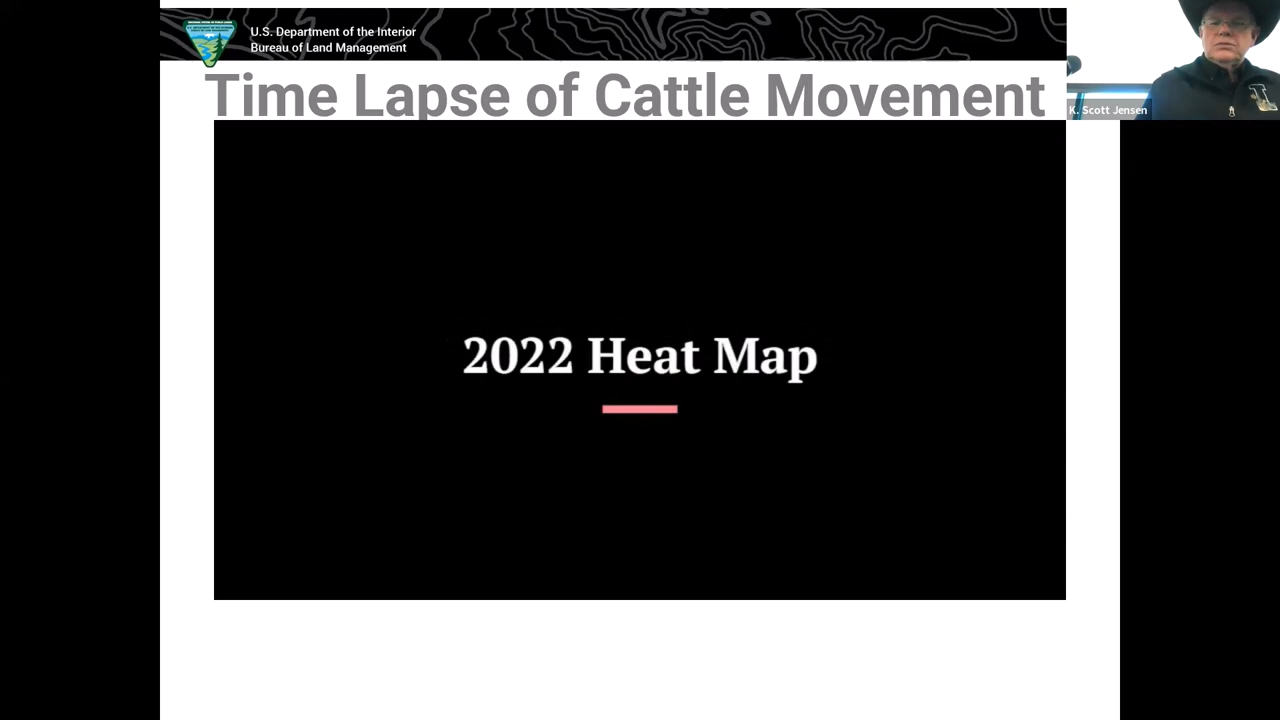 U.S. Department of the Interior
Bureau of Land Management
Time Lapse of Cattle Movement
K. Scott Jensen
2022 Heat Map